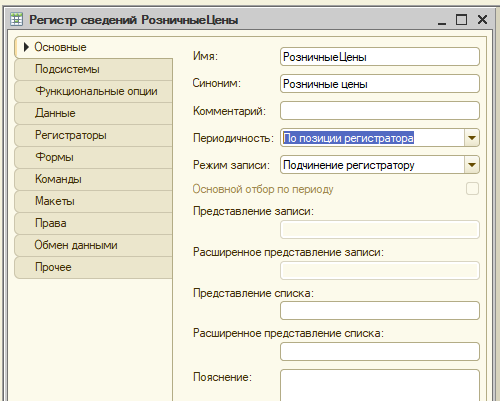 Регистр сведений РозничныеЦены
Основные
Подсистемы
Функциональные опции
Данные
Регистраторы
Формы
Команды
Макеты
Права
Обмен данными
Прочее
Имя: РозничныеЦены
Синоним: Розничные цены
Комментарий:
Периодичность: По позиции регистратора
Режим записи: Подчинение регистратору
Основной отбор по периоду
Представление записи:
Расширенное представление записи:
Представление списка:
Расширенное представление списка:
Пояснение: